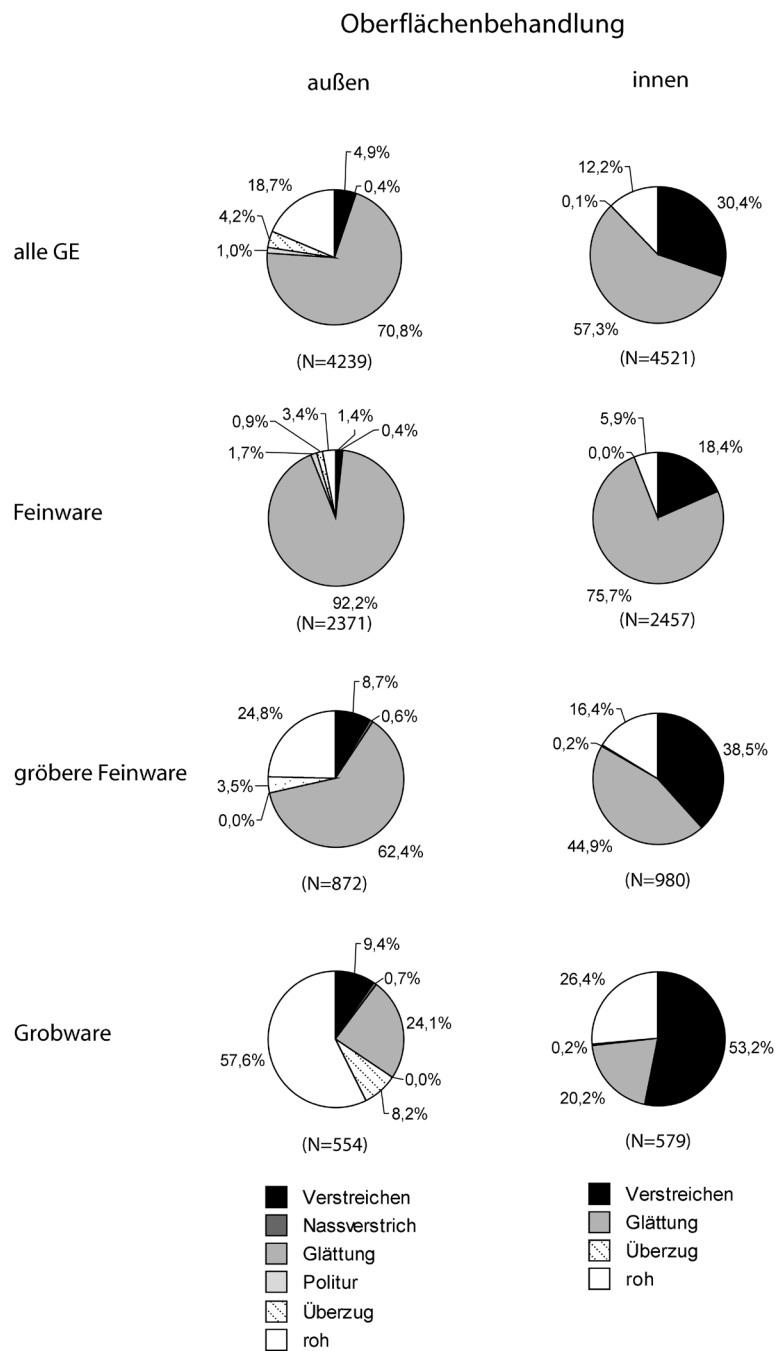 Oberflächenbehandlung
außen
innen
alle GE
4,9%
0,4%
18,7%
4,2%
1,0%
70,8%
(N=4239)
12,2%
0,1%
30,4%
57,3%
(N=4521)
Feinware
3,4%
1,4%
0,9%
0,4%
1,7%
92,2%
(N=2371)
5,9%
18,4%
0,0%
75,7%
(N=2457)
gröbere Feinware
8,7%
24,8%
0,6%
3,5%
0,0%
62,4%
(N=872)
16,4%
0,2%
38,5%
44,9%
(N=980)
Grobware
9,4%
0,7%
24,1%
57,6%
0,0%
8,2%
(N=554)
26,4%
0,2%
53,2%
20,2%
(N=579)
Verstreichen
Nassverstrich
Glättung
Politur
Überzug
roh
Verstreichen
Glättung
Überzug
roh